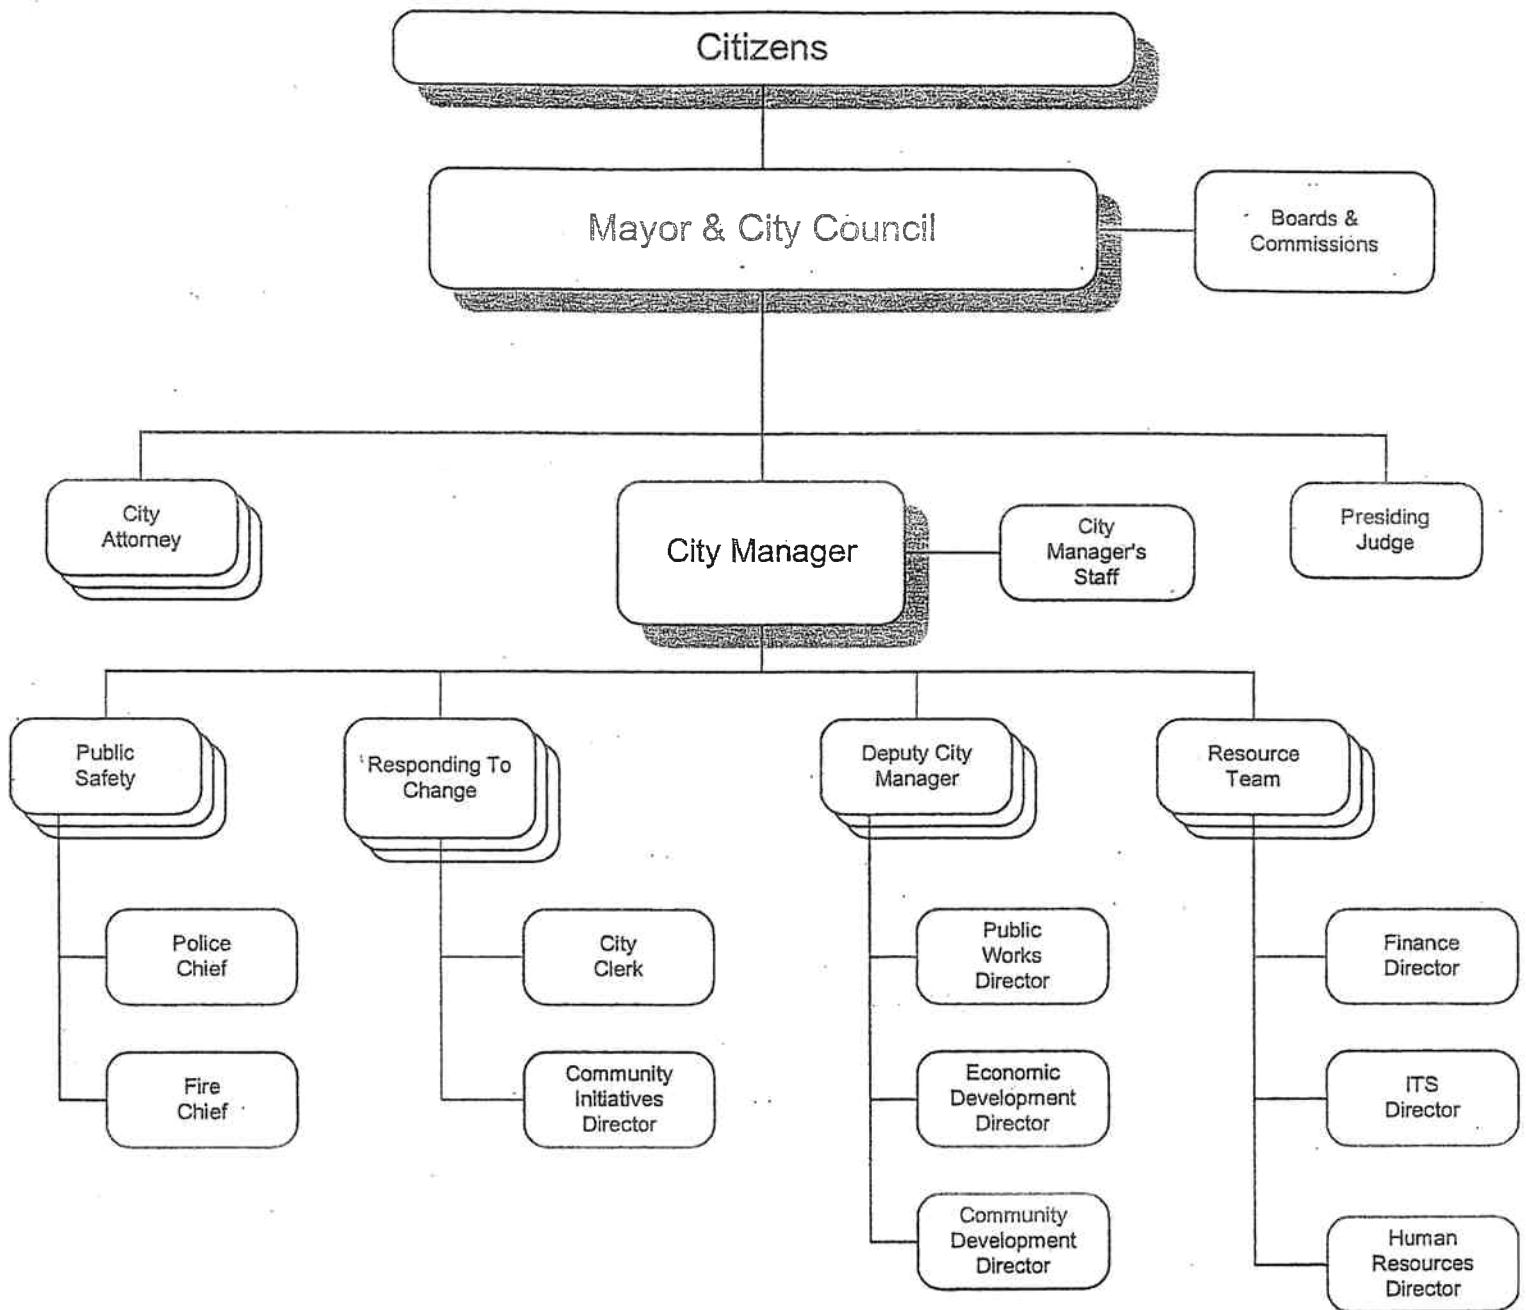 Citizens
Mayor & City Council
Boards &
Commissions
City
Attorney
City Manager
City
Manager's
Staff
Presiding
Judge
Public
Safety
Responding To
Change
Deputy City
Manager
Resource
Team
Police
Chief
City
Clerk
Public
Works
Director
Finance
Director
Fire
Chief
Community
Initiatives
Director
Economic
Development
Director
ITS
Director
Community
Development
Director
Human
Resources
Director